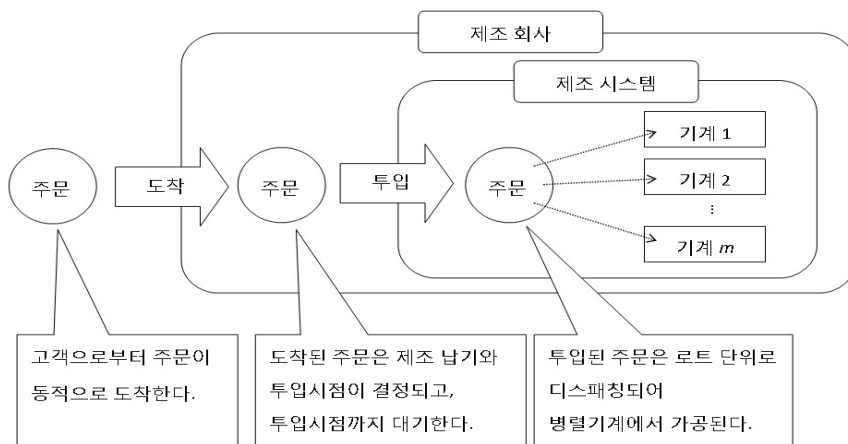 제조 회사
제조 시스템
기계 1
주문
도착
주문
투입
주문
기계 2
⋮
기계 m
고객으로부터 주문이
동적으로 도착한다.
도착된 주문은 제조 납기와
투입시점이 결정되고,
투입시점까지 대기한다.
투입된 주문은 로트 단위로
디스패칭되어
병렬기계에서 가공된다.